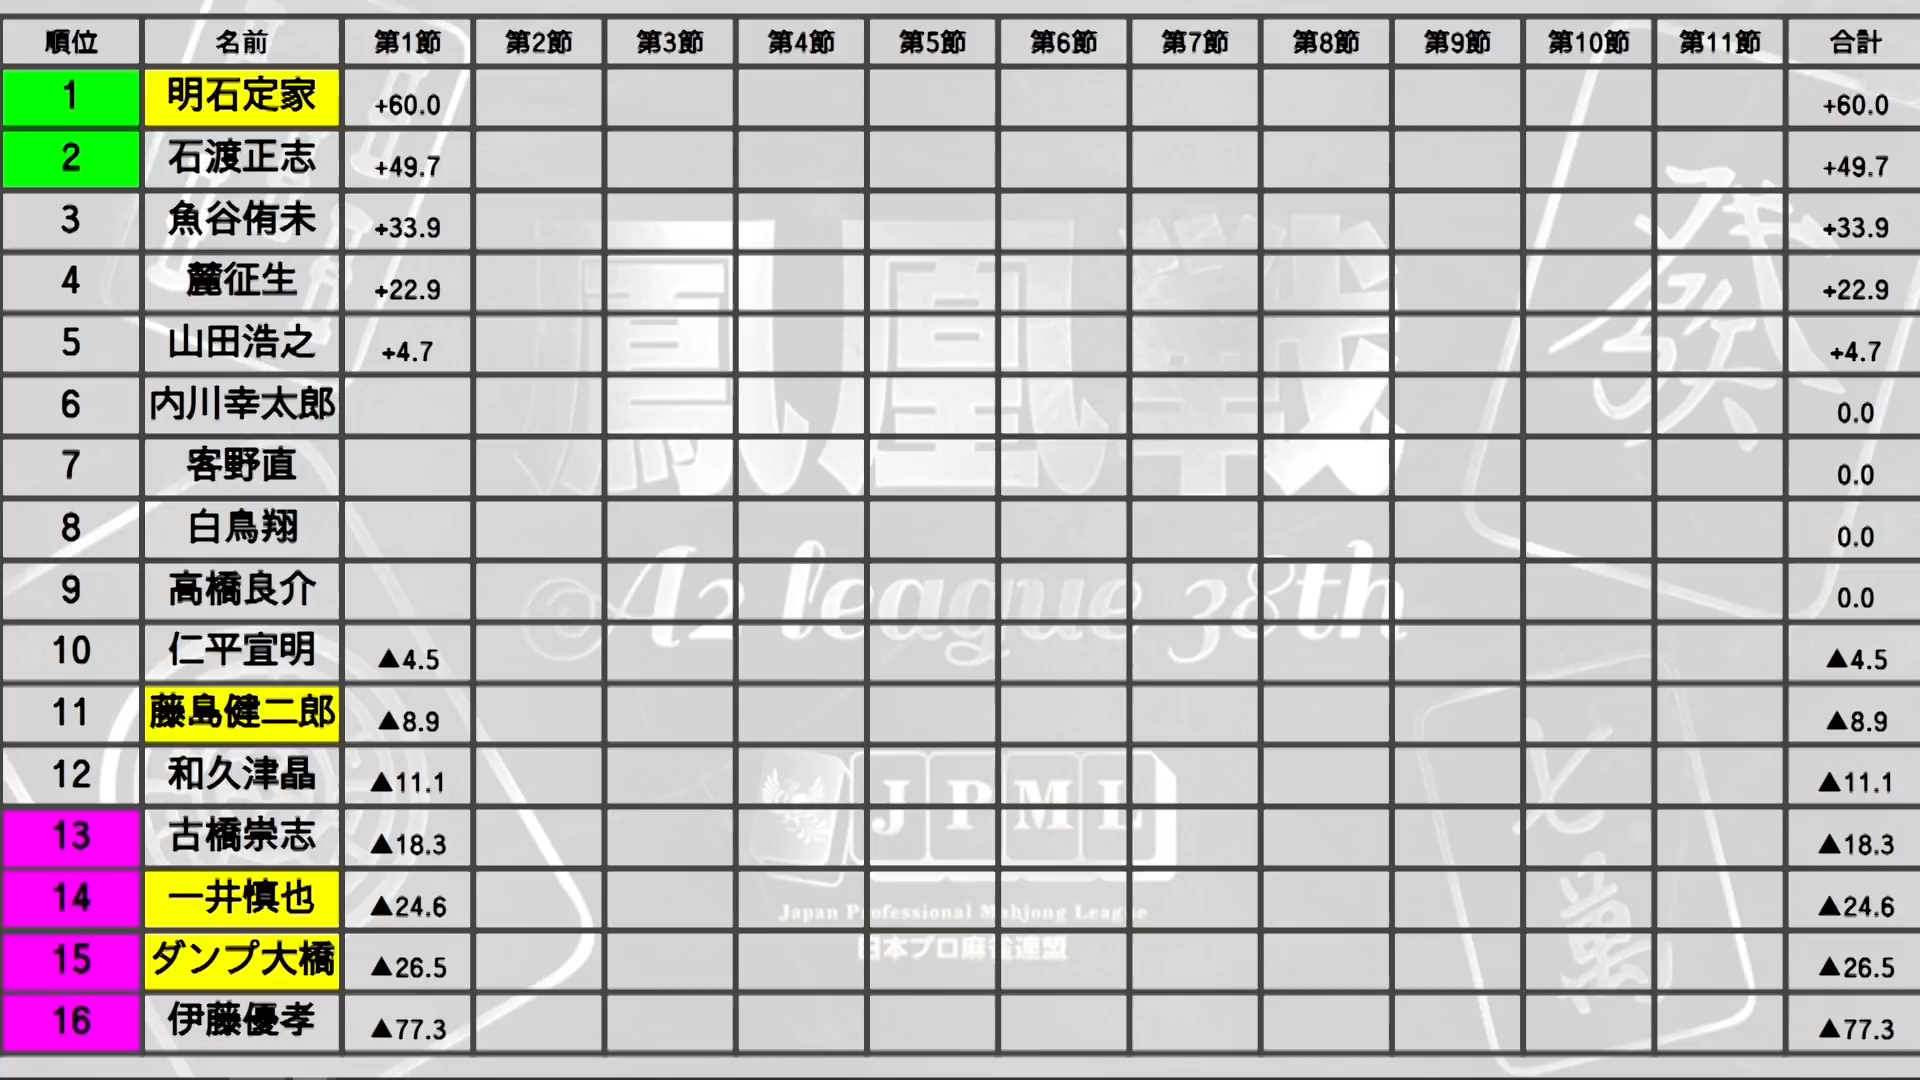 順位 名前 第1節 第2節 第3節 第4節 第5節 第6節 第7節 第8節 第9節 第10節 第11節 合計
1 明石定家 +60.0 +60.0
2 石渡正志 +49.7 +49.7
3 魚谷侑未 +33.9 +33.9
4 麓征生 +22.9 +22.9
5 山田浩之 +4.7 +4.7
6 内川幸太郎 0.0
7 客野直 0.0
8 白鳥翔 0.0
9 高橋良介 0.0
10 仁平宣明 ▲4.5 ▲4.5
11 藤島健二郎 ▲8.9 ▲8.9
12 和久津晶 ▲11.1 ▲11.1
13 古橋崇志 ▲18.3 ▲18.3
14 一井慎也 ▲24.6 ▲24.6
15 ダンプ大橋 ▲26.5 ▲26.5
16 伊藤優孝 ▲77.3 ▲77.3
鳳凰戦
A2 league 38th
JPML
Japan Professional Mahjong League
日本プロ麻雀連盟
發
七萬